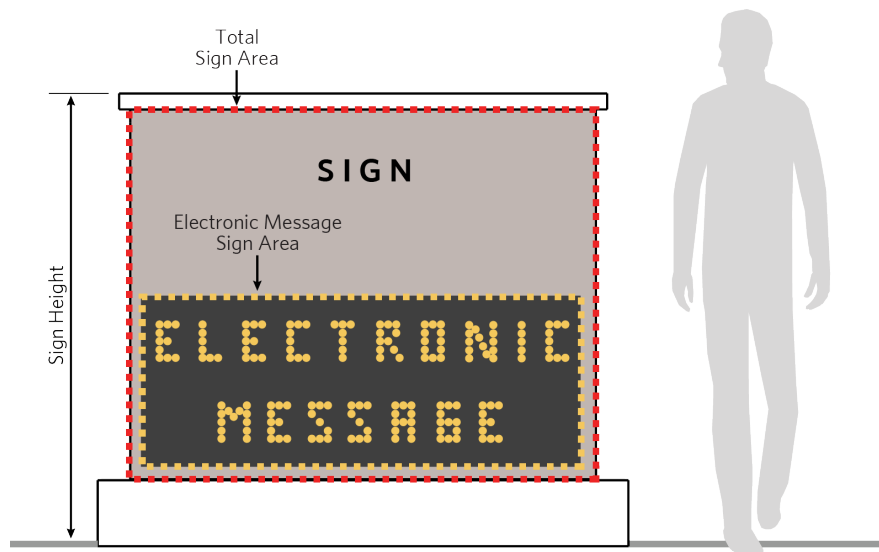 Total
Sign Area
SIGN
Electronic Message
Sign Area
Sign Height
ELECTRONIC
MESSAGE